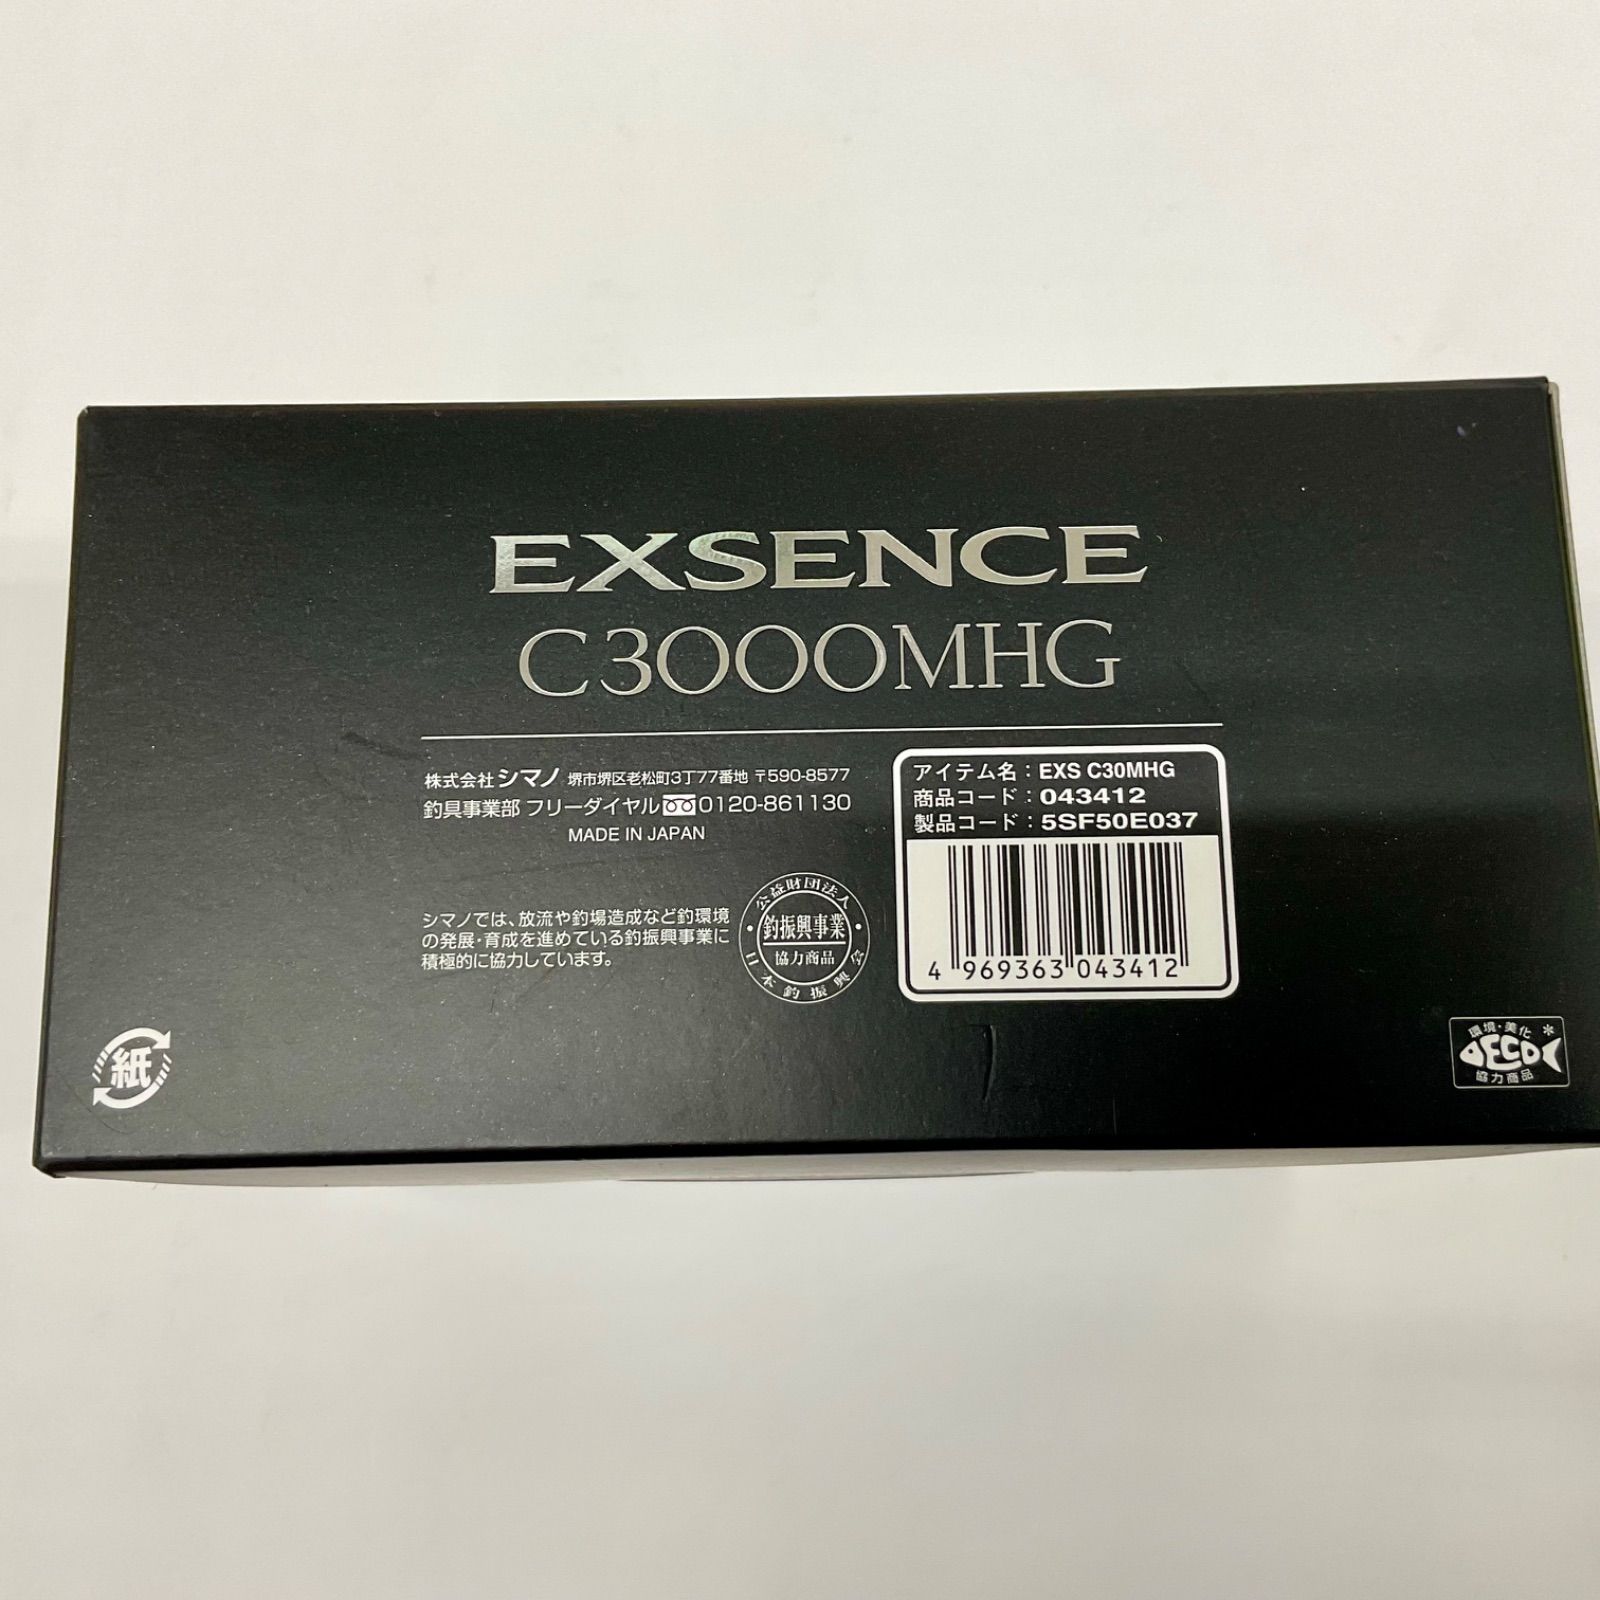 EXSENCE
C3000MHG
株式会社 シマノ 堺市堺区老松町3丁77番地 〒590-8577
釣具事業部 フリーダイヤル 0120-861130
MADE IN JAPAN
アイテム名：EXS C30MHG
商品コード：043412
製品コード：5SF50E037
4 969363 043412
シマノでは、放流や釣場造成など釣環境
の発展・育成を進めている釣振興事業に
積極的に協力しています。
公益財団法人
釣振興事業
協力商品
日本釣振興会
紙
環境・美化
ECO
協力商品